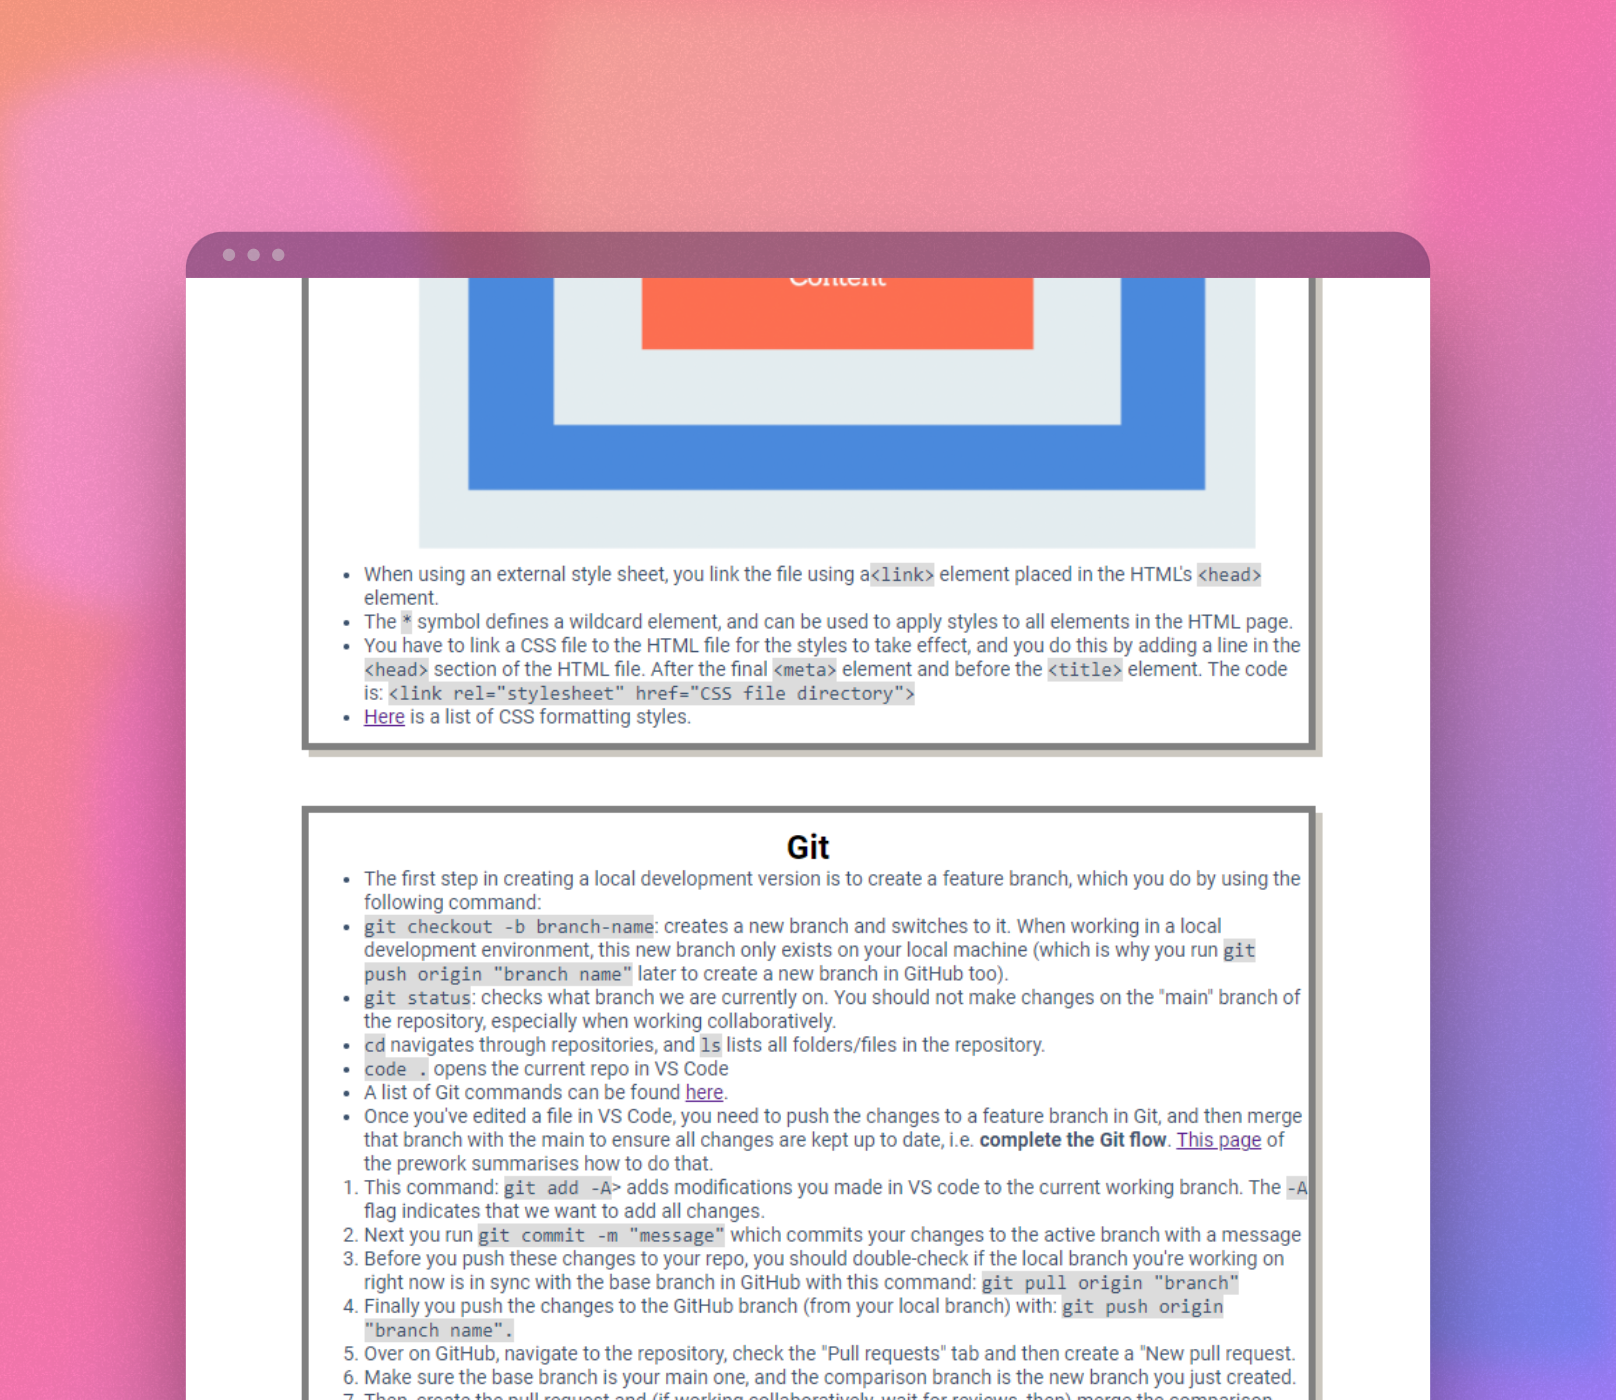 Content
When using an external style sheet, you link the file using a<link> element placed in the HTML's <head>
element.
The * symbol defines a wildcard element, and can be used to apply styles to all elements in the HTML page.
You have to link a CSS file to the HTML file for the styles to take effect, and you do this by adding a line in the
<head> section of the HTML file. After the final <meta> element and before the <title> element. The code
is: <link rel="stylesheet" href="CSS file directory">
Here is a list of CSS formatting styles.
Git
The first step in creating a local development version is to create a feature branch, which you do by using the
following command:
git checkout -b branch-name: creates a new branch and switches to it. When working in a local
development environment, this new branch only exists on your local machine (which is why you run git
push origin "branch name" later to create a new branch in GitHub too).
git status: checks what branch we are currently on. You should not make changes on the "main" branch of
the repository, especially when working collaboratively.
cd navigates through repositories, and ls lists all folders/files in the repository.
code . opens the current repo in VS Code
A list of Git commands can be found here.
Once you've edited a file in VS Code, you need to push the changes to a feature branch in Git, and then merge
that branch with the main to ensure all changes are kept up to date, i.e. complete the Git flow. This page of
the prework summarises how to do that.
1. This command: git add -A> adds modifications you made in VS code to the current working branch. The -A
flag indicates that we want to add all changes.
2. Next you run git commit -m "message" which commits your changes to the active branch with a message
3. Before you push these changes to your repo, you should double-check if the local branch you're working on
right now is in sync with the base branch in GitHub with this command: git pull origin "branch"
4. Finally you push the changes to the GitHub branch (from your local branch) with: git push origin
"branch name".
5. Over on GitHub, navigate to the repository, check the "Pull requests" tab and then create a "New pull request.
6. Make sure the base branch is your main one, and the comparison branch is the new branch you just created.
7. Then, create the pull request and (if working collaboratively, wait for reviews, then) merge the comparison